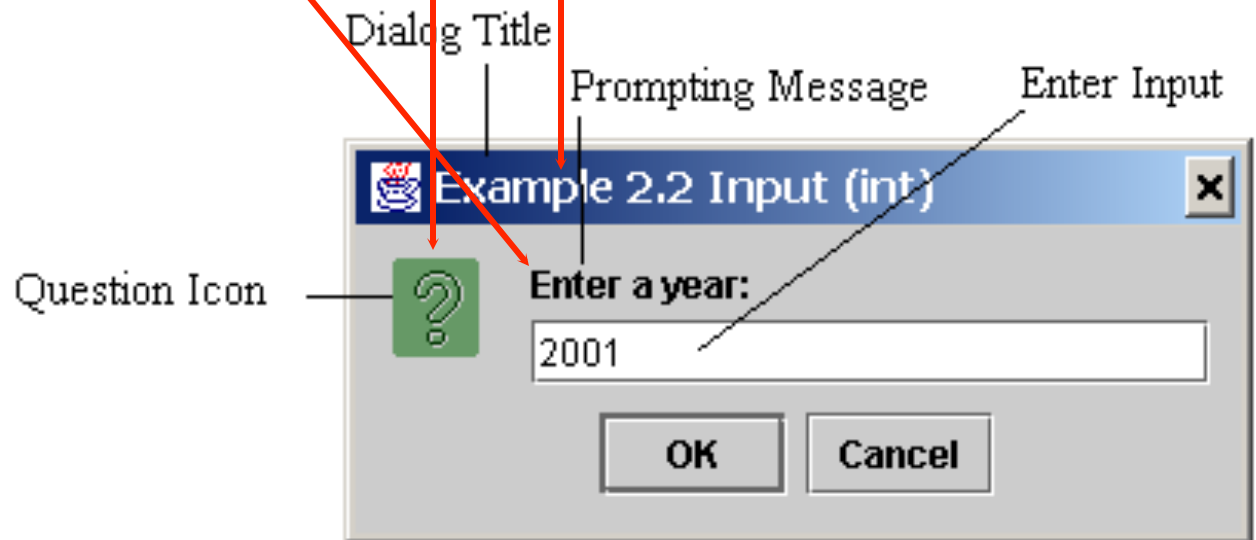 Dialog Title
Prompting Message
Enter Input
Example 2.2 Input (int)
Question Icon
Enter a year:
2001
OK
Cancel